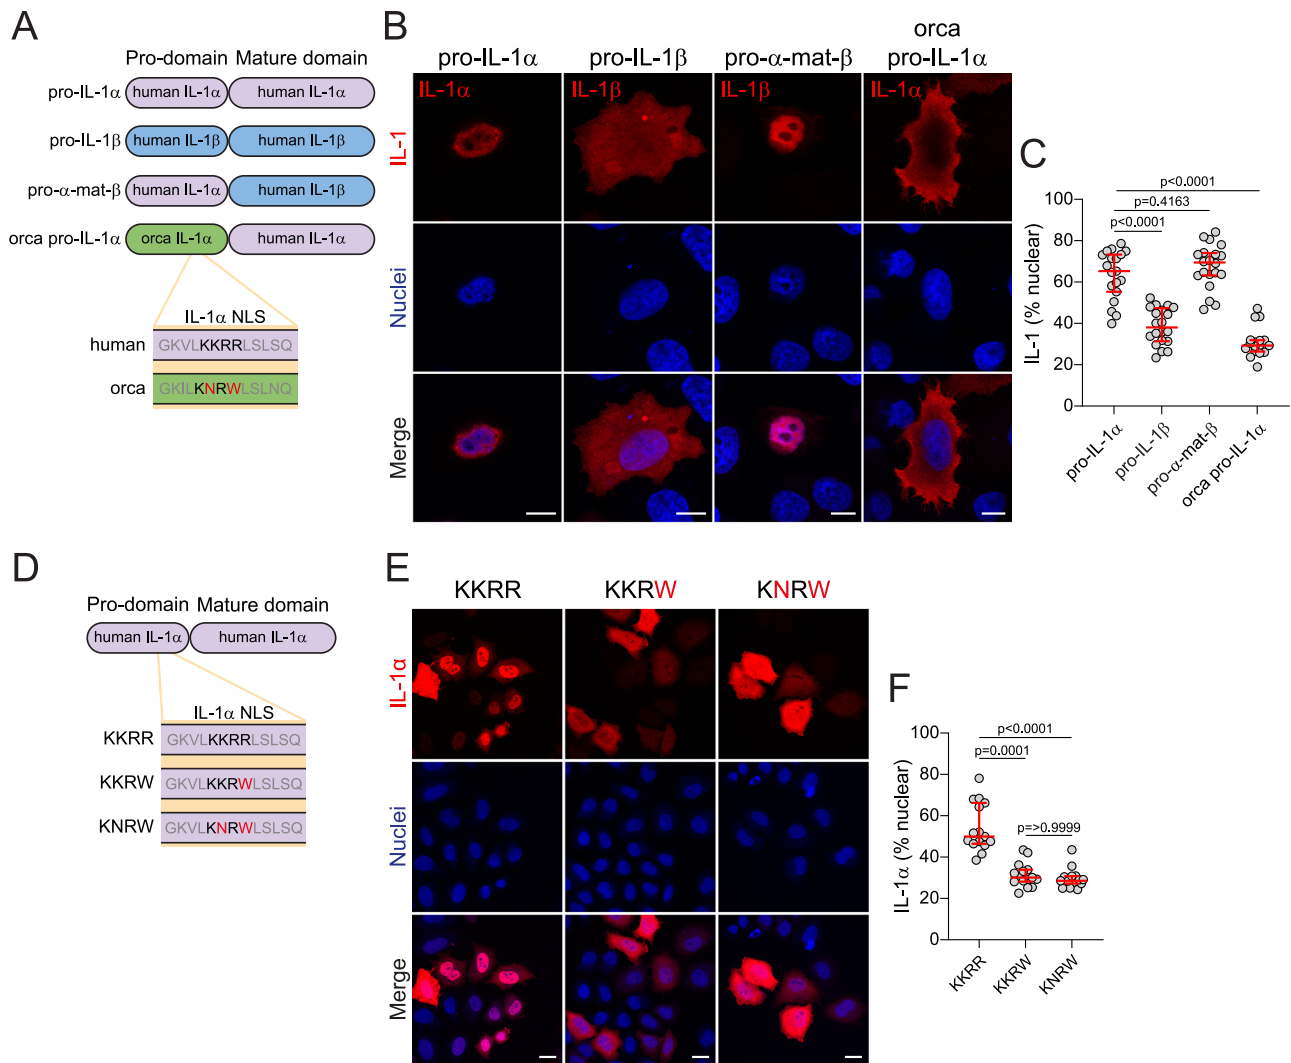 A
Pro-domain Mature domain
pro-IL-1α human IL-1α human IL-1α
pro-IL-1β human IL-1β human IL-1β
pro-α-mat-β human IL-1α human IL-1β
orca pro-IL-1α orca IL-1α human IL-1α
IL-1α NLS
human GKVLKKRRLSLSQ
orca GKILKNRWLSLNQ
B
pro-IL-1α pro-IL-1β pro-α-mat-β orca pro-IL-1α
IL-1 IL-1α IL-1β IL-1β IL-1α
Nuclei
Merge
C
p<0.0001
p=0.4163
p<0.0001
IL-1 (% nuclear)
100
80
60
40
20
0
pro-IL-1α pro-IL-1β pro-α-mat-β orca pro-IL-1α
D
Pro-domain Mature domain
human IL-1α human IL-1α
IL-1α NLS
KKRR GKVLKKRRLSLSQ
KKRW GKVLKKRWLSLSQ
KNRW GKVLKNRWLSLSQ
E
KKRR KKRW KNRW
IL-1α
Nuclei
Merge
F
p<0.0001
p=0.0001
p=>0.9999
IL-1α (% nuclear)
100
80
60
40
20
0
KKRR KKRW KNRW